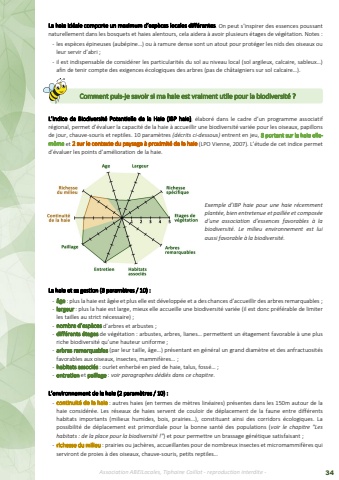 La haie idéale comporte un maximum d'espèces locales différentes. On peut s'inspirer des essences poussant
naturellement dans les bosquets et haies alentours, cela aidera à avoir plusieurs étages de végétation. Notes :
- les espèces épineuses (aubépine...) ou à ramure dense sont un atout pour protéger les nids des oiseaux ou
leur servir d'abri ;
- il est indispensable de considérer les particularités du sol au niveau local (sol argileux, calcaire, sableux...)
afin de tenir compte des exigences écologiques des arbres (pas de châtaigniers sur sol calcaire...).
Comment puis-je savoir si ma haie est vraiment utile pour la biodiversité ?
L'Indice de Biodiversité Potentielle de la Haie (IBP haie), élaboré dans le cadre d'un programme associatif
régional, permet d'évaluer la capacité de la haie à accueillir une biodiversité variée pour les oiseaux, papillons
de jour, chauve-souris et reptiles. 10 paramètres (décrits ci-dessous) entrent en jeu, 8 portant sur la haie elle-
même et 2 sur le contexte du paysage à proximité de la haie (LPO Vienne, 2007). L'étude de cet indice permet
d'évaluer les points d'amélioration de la haie.
Age
Largeur
Richesse
du milieu
Richesse
spécifique
Continuité
de la haie
Etages de
végétation
Paillage
Arbres
remarquables
Entretien
Habitats
associés
Exemple d'IBP haie pour une haie récemment
plantée, bien entretenue et paillée et composée
d'une association d'essences favorables à la
biodiversité. Le milieu environnement est lui
aussi favorable à la biodiversité.
La haie et sa gestion (8 paramètres / 10) :
- âge : plus la haie est âgée et plus elle est développée et a des chances d'accueillir des arbres remarquables ;
- largeur : plus la haie est large, mieux elle accueille une biodiversité variée (il est donc préférable de limiter
les tailles au strict nécessaire) ;
- nombre d'espèces d'arbres et arbustes ;
- différents étages de végétation : arbustes, arbres, lianes... permettent un étagement favorable à une plus
riche biodiversité qu'une hauteur uniforme ;
- arbres remarquables (par leur taille, âge...) présentant en général un grand diamètre et des anfractuosités
favorables aux oiseaux, insectes, mammifères... ;
- habitats associés : ourlet enherbé en pied de haie, talus, fossé... ;
- entretien et paillage : voir paragraphes dédiés dans ce chapitre.
L'environnement de la haie (2 paramètres / 10) :
- continuité de la haie : autres haies (en termes de mètres linéaires) présentes dans les 150m autour de la
haie considérée. Les réseaux de haies servent de couloir de déplacement de la faune entre différents
habitats importants (milieux humides, bois, prairies...), constituant ainsi des corridors écologiques. La
possibilité de déplacement est primordiale pour la bonne santé des populations (voir le chapitre "Les
habitats : de la place pour la biodiversité !") et pour permettre un brassage génétique satisfaisant ;
- richesse du milieu : prairies ou jachères, accueillantes pour de nombreux insectes et micromammifères qui
serviront de proies à des oiseaux, chauve-souris, petits reptiles...
34